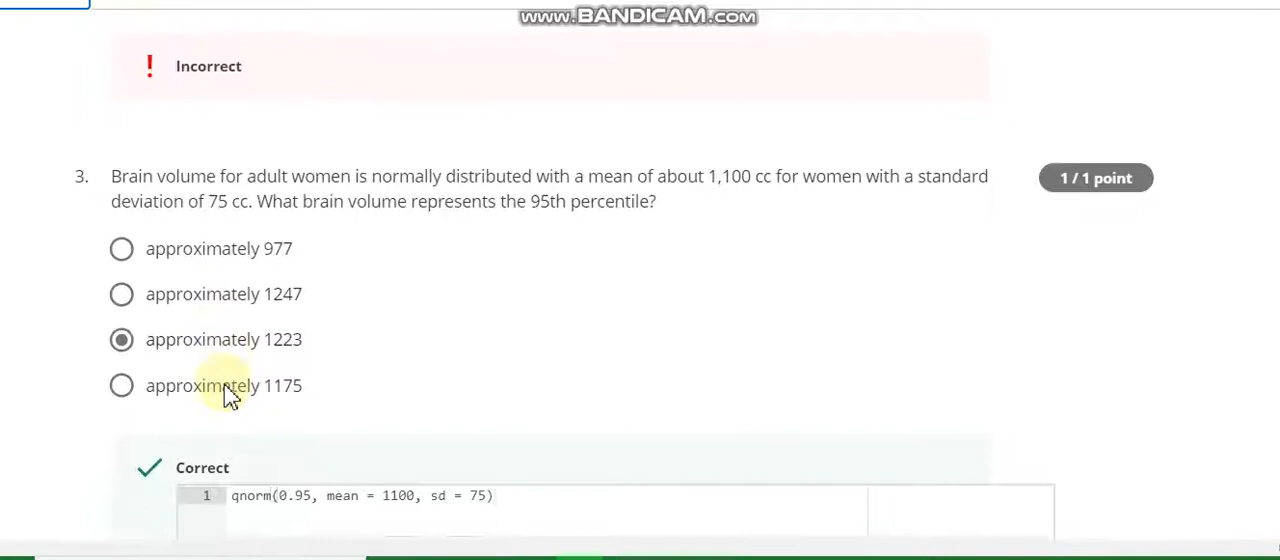 www.BANDICAM.com
Incorrect
3. Brain volume for adult women is normally distributed with a mean of about 1,100 cc for women with a standard
deviation of 75 cc. What brain volume represents the 95th percentile?
1 / 1 point
approximately 977
approximately 1247
approximately 1223
approximately 1175
Correct
1 qnorm(0.95, mean = 1100, sd = 75)